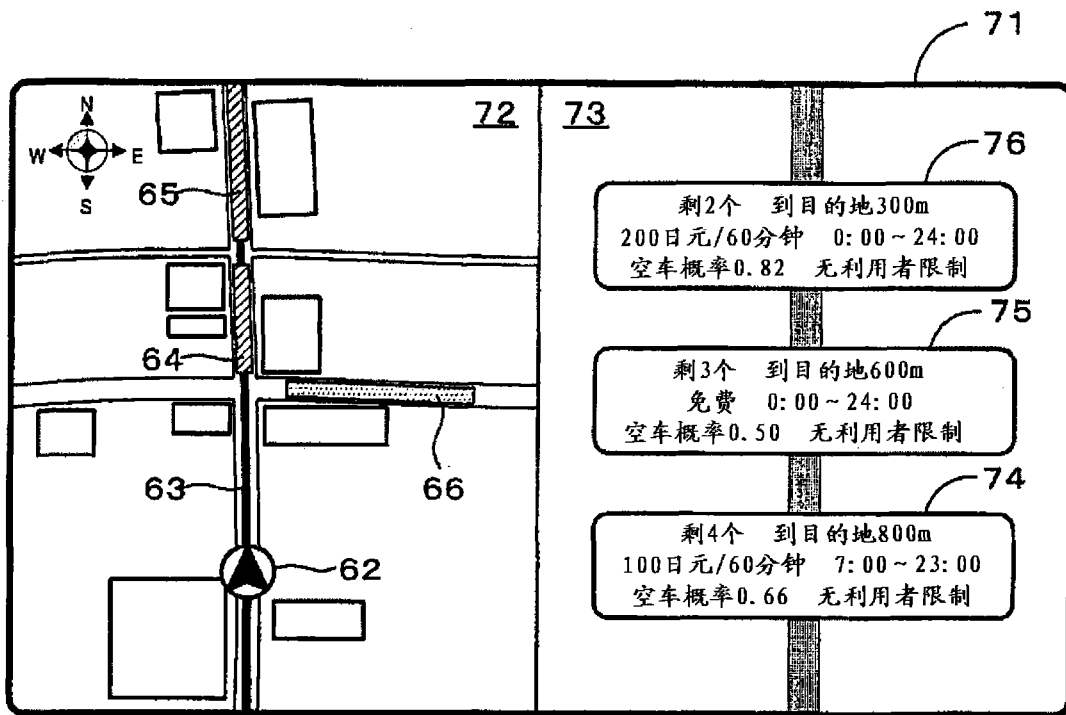 71
N
W E
S
72
73
65
64
63
66
62
76
剩2个 到目的地300m
200日元/60分钟 0:00~24:00
空车概率0.82 无利用者限制
75
剩3个 到目的地600m
免费 0:00~24:00
空车概率0.50 无利用者限制
74
剩4个 到目的地800m
100日元/60分钟 7:00~23:00
空车概率0.66 无利用者限制